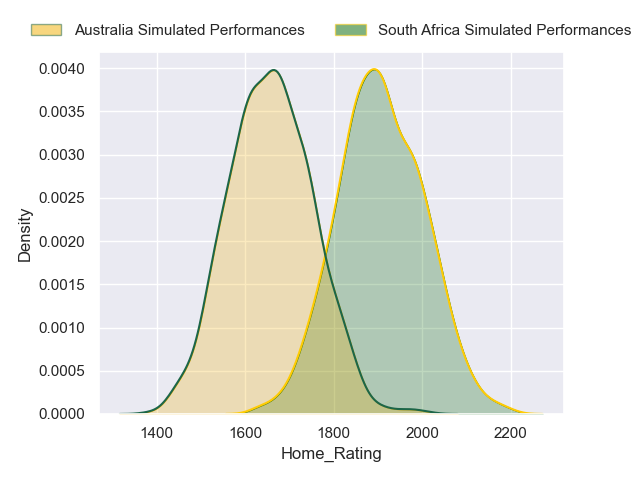 Australia Simulated Performances South Africa Simulated Performances
0.0040
0.0035
0.0030
0.0025
0.0020
0.0015
0.0010
0.0005
0.0000
Density
1400 1600 1800 2000 2200
Home_Rating